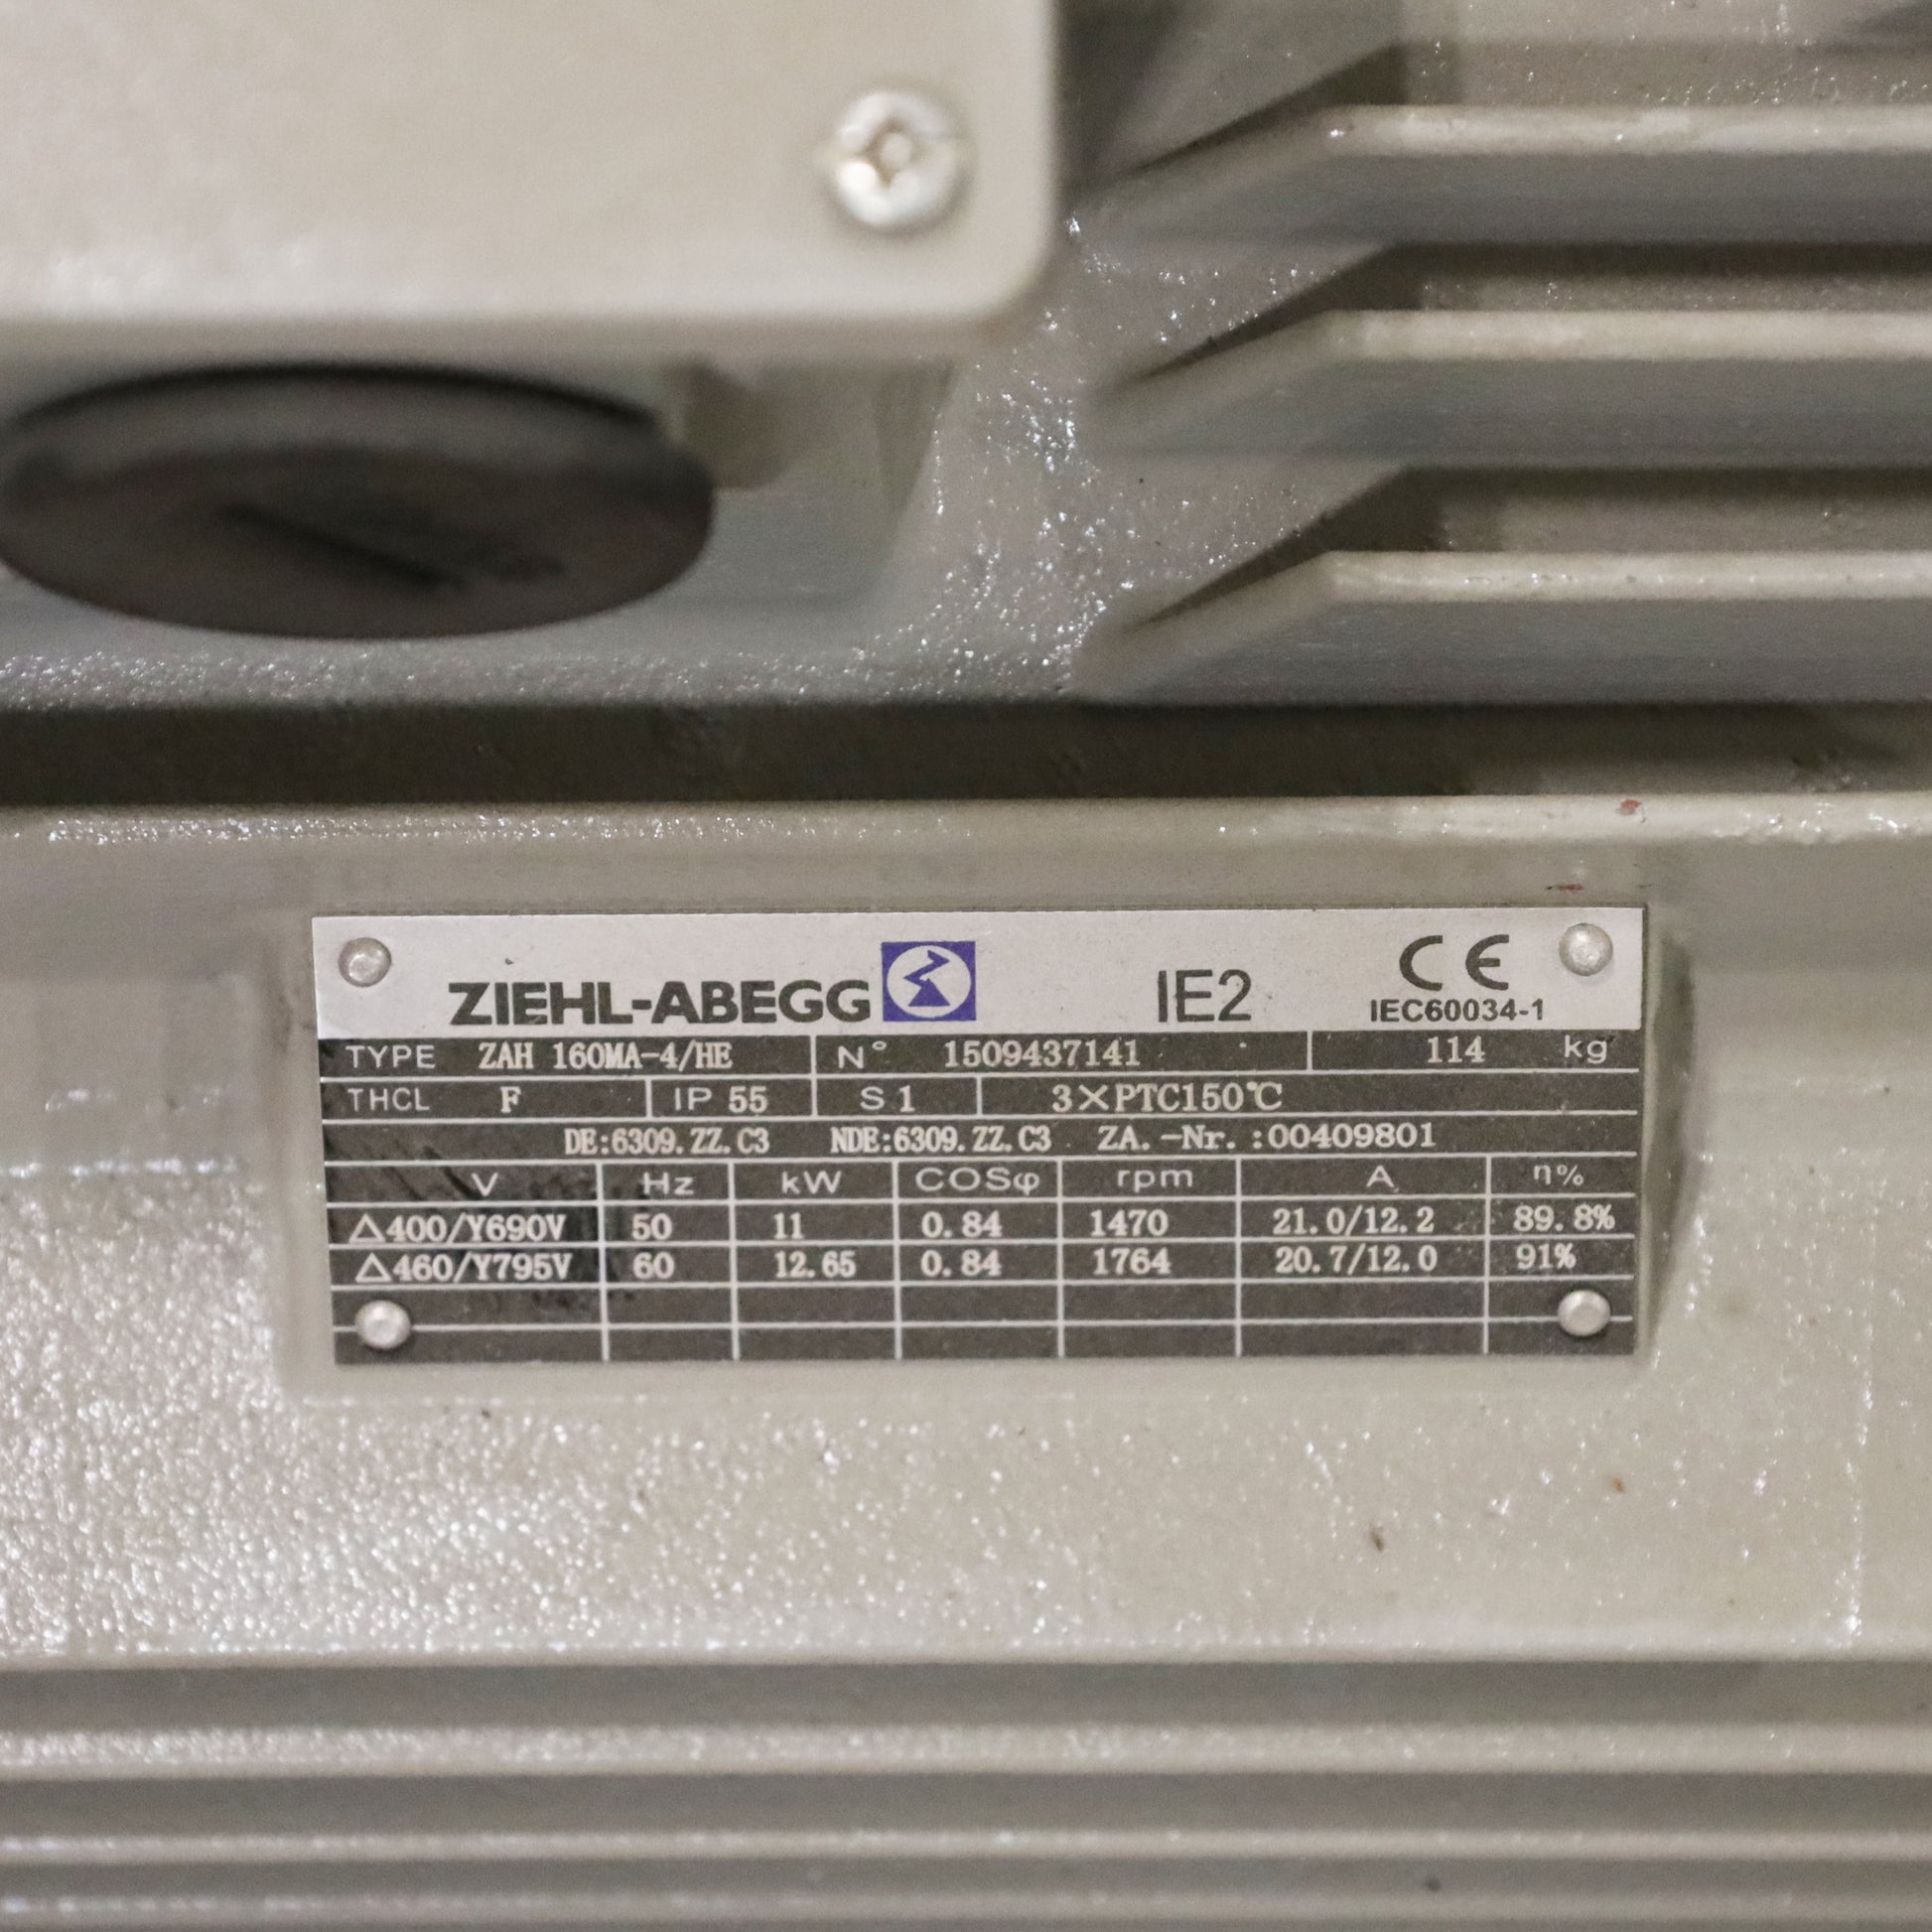 ZIEHL-ABEGG IE2 CE
IEC60034-1
TYPE ZAH 160MA-4/HE N° 1509437141 114 kg
THCL F IP 55 S 1 3×PTC150℃
DE:6309.ZZ.C3 NDE:6309.ZZ.C3 ZA.-Nr.:00409801
V Hz kW COSφ rpm A η%
△400/Y690V 50 11 0.84 1470 21.0/12.2 89.8%
△460/Y795V 60 12.65 0.84 1764 20.7/12.0 91%